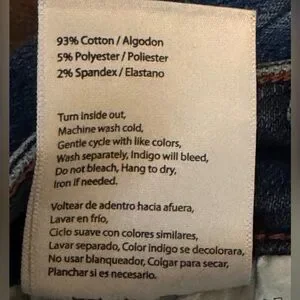 93% Cotton / Algodon
5% Polyester / Poliester
2% Spandex / Elastano
Turn inside out,
Machine wash cold,
Gentle cycle with like colors,
Wash separately, Indigo will bleed,
Do not bleach, Hang to dry,
Iron if needed.
Voltear de adentro hacia afuera,
Lavar en frío,
Ciclo suave con colores similares,
Lavar separado, Color indigo se decolorara,
No usar blanqueador, Colgar para secar,
Planchar si es necesario.